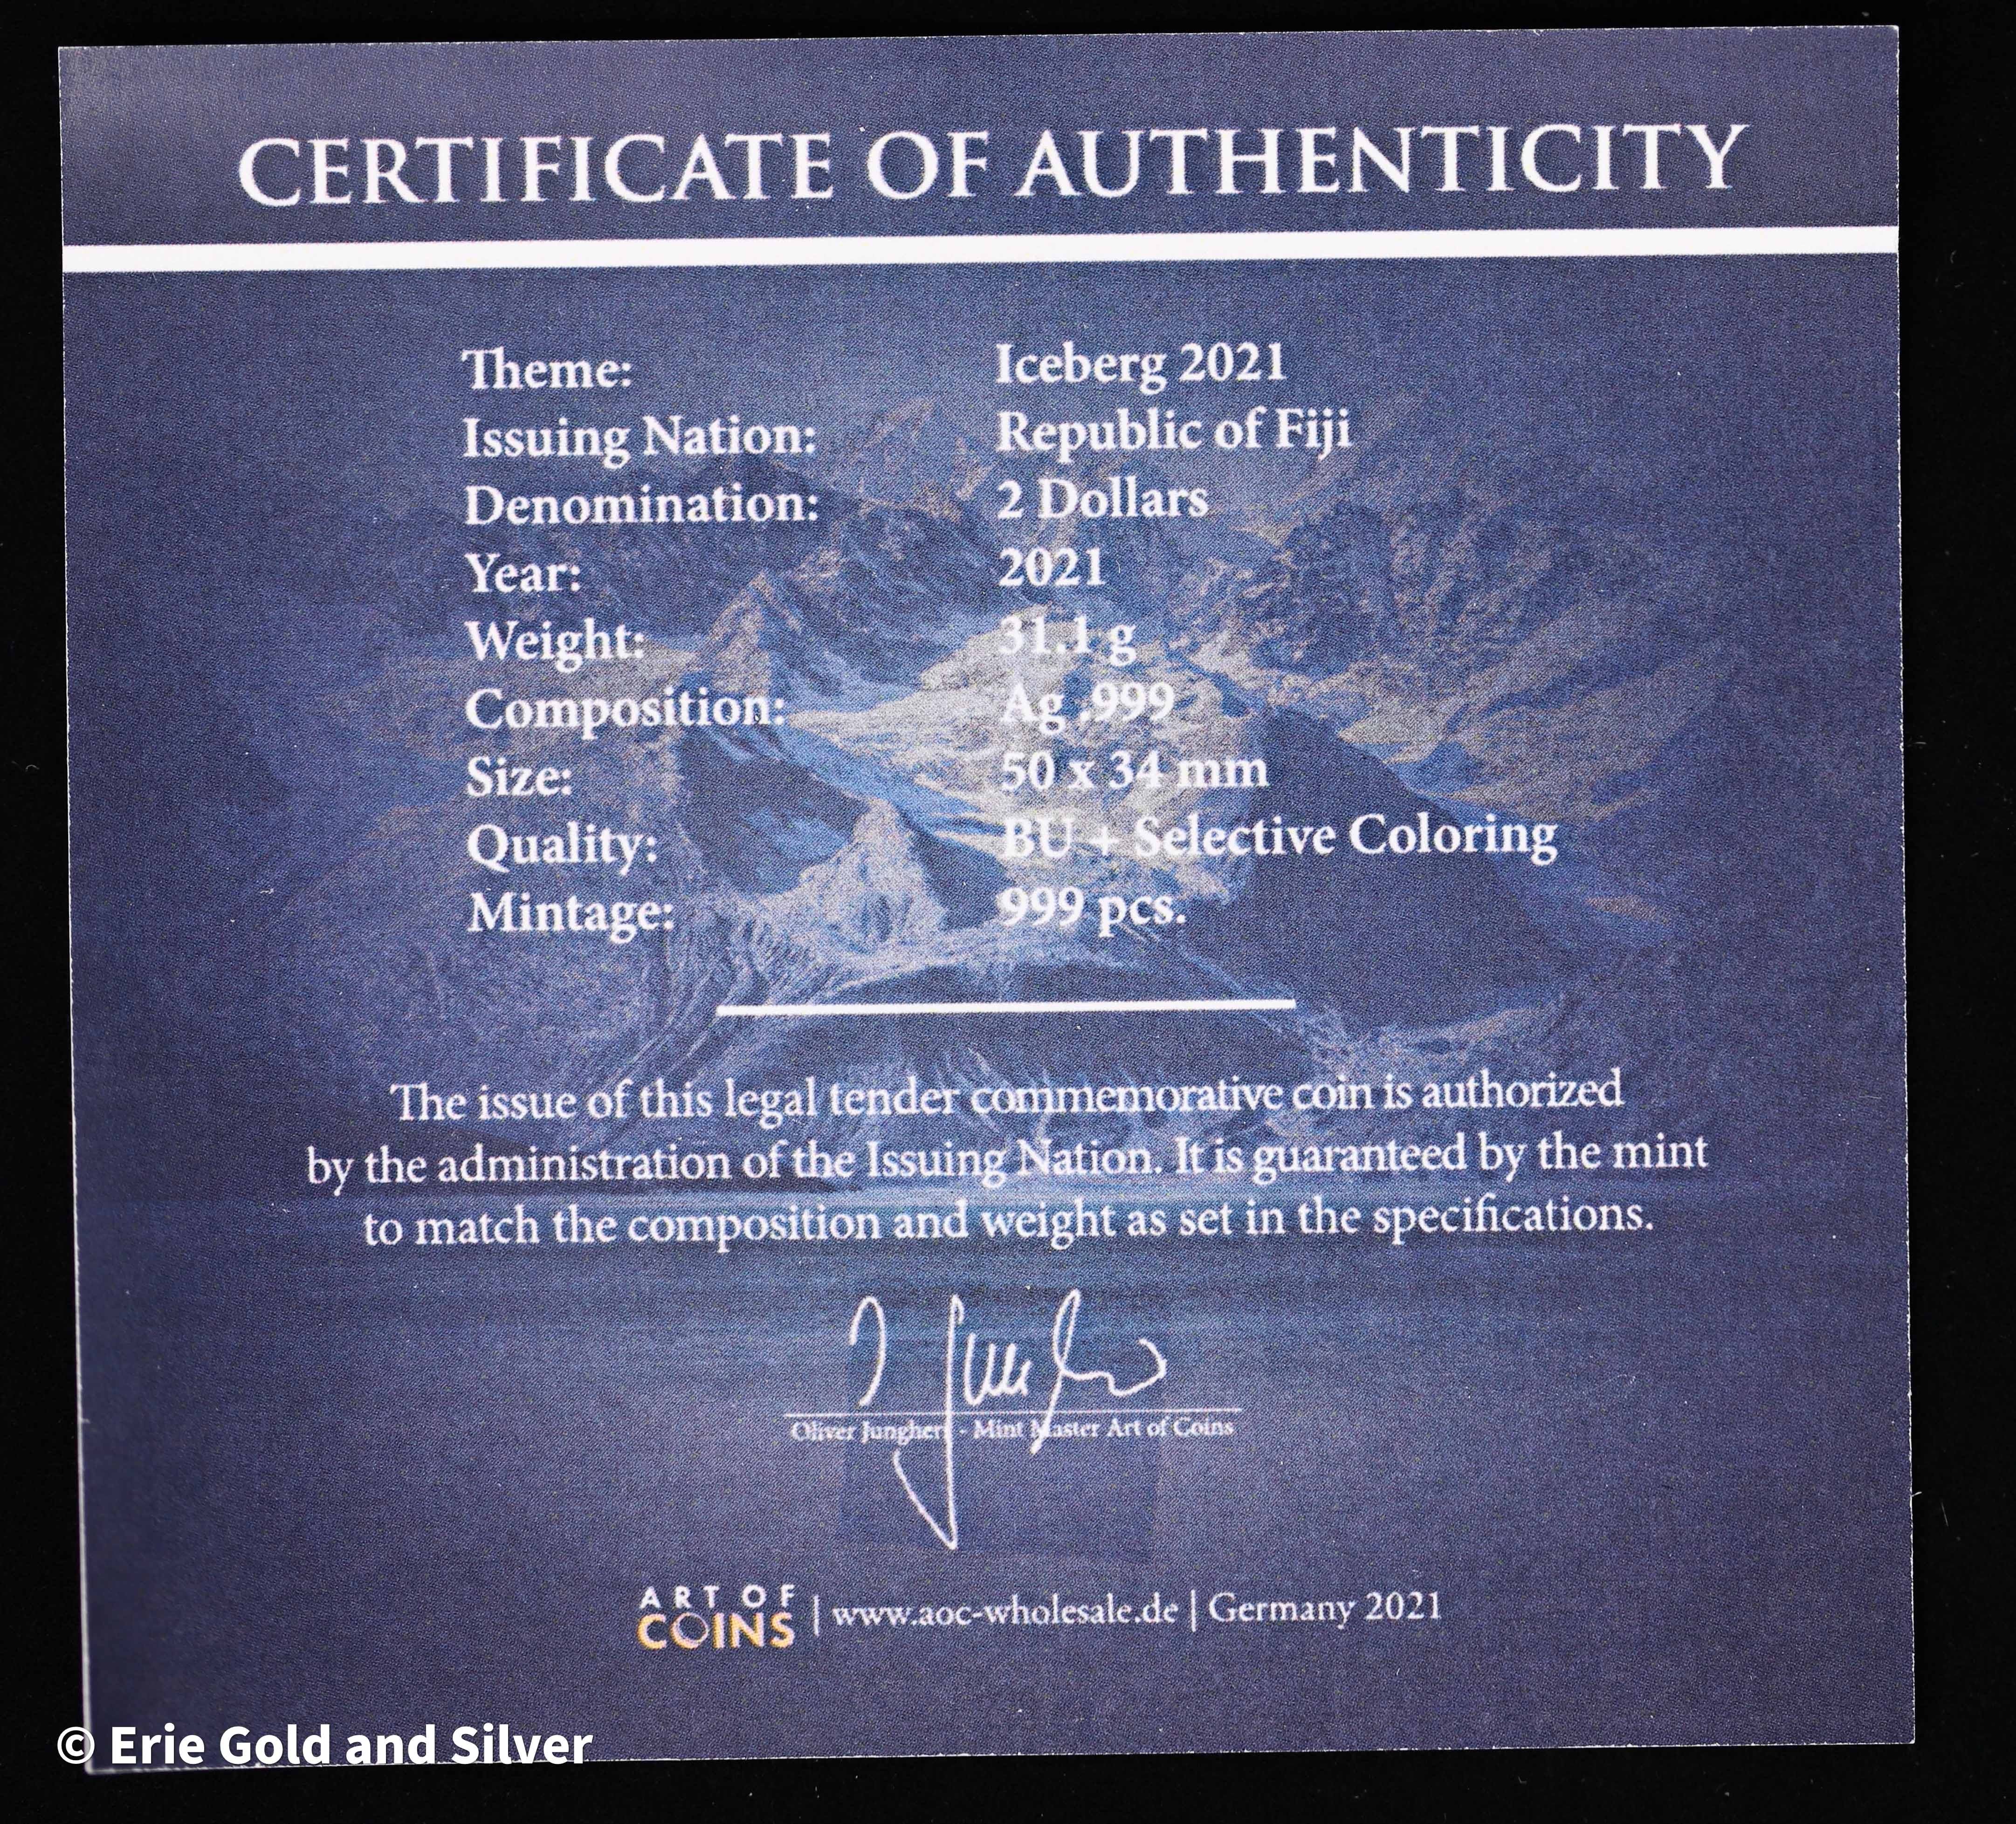 CERTIFICATE OF AUTHENTICITY
Theme: Iceberg 2021
Issuing Nation: Republic of Fiji
Denomination: 2 Dollars
Year: 2021
Weight: 31.1 g
Composition: Ag .999
Size: 50 x 34 mm
Quality: BU + Selective Coloring
Mintage: 999 pcs.
The issue of this legal tender commemorative coin is authorized
by the administration of the Issuing Nation. It is guaranteed by the mint
to match the composition and weight as set in the specifications.
Oliver - Mint Master Art of Coins
ART OF
COINS | www.aoc-wholesale.de | Germany 2021
© Erie Gold and Silver